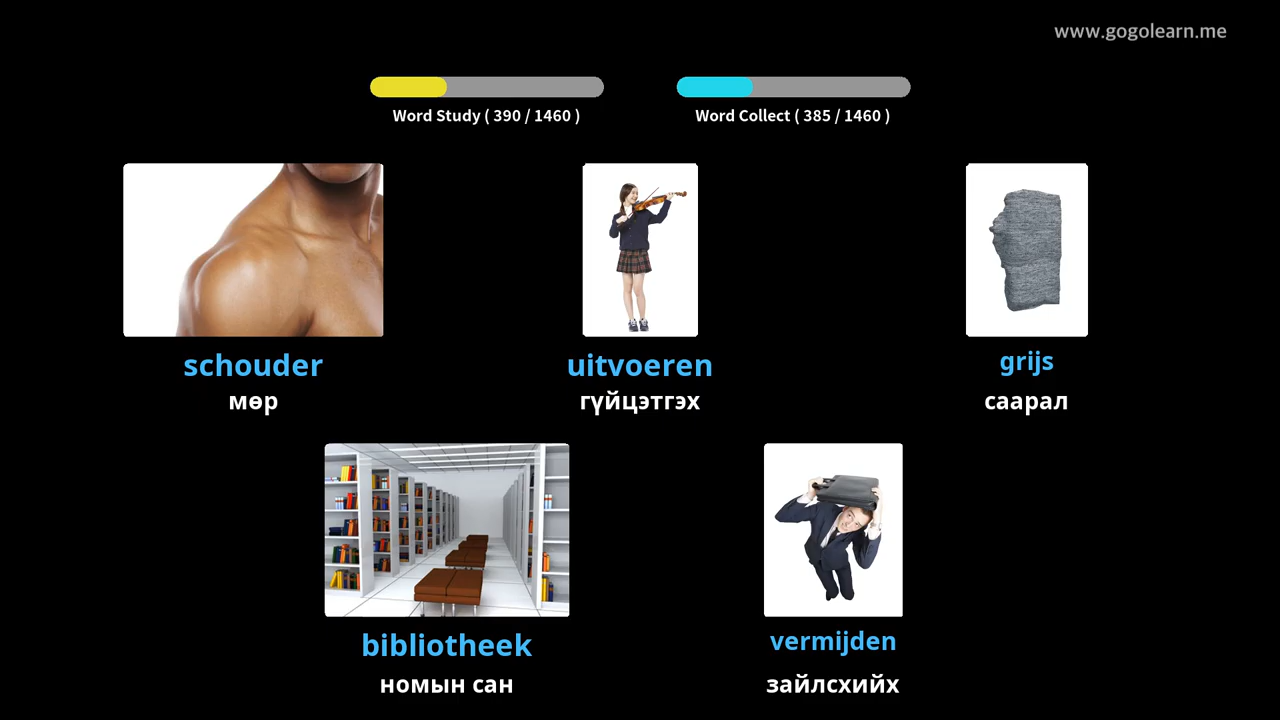 www.gogolearn.me
Word Study ( 390 / 1460 )
Word Collect ( 385 / 1460 )
schouder
мөр
uitvoeren
гүйцэтгэх
grijs
саарал
bibliotheek
номын сан
vermijden
зайлсхийх